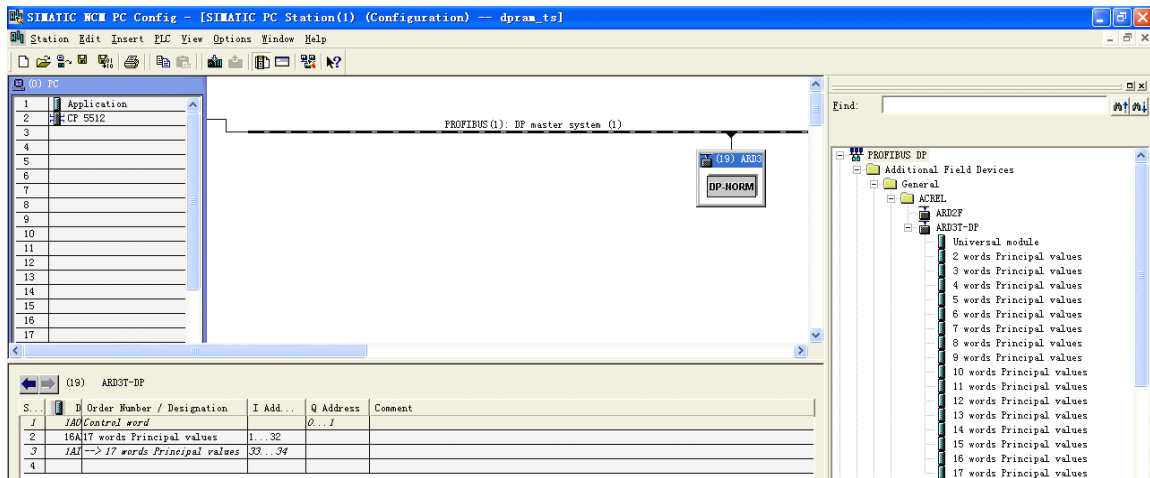 SIMATIC NCM PC Config - [SIMATIC PC Station(1) (Configuration) -- dpram_ts]
Station Edit Insert PLC View Options Window Help
(0) PC
1 Application
2 CP 5512
3
4
5
6
7
8
9
10
11
12
13
14
15
16
17
PROFIBUS(1): DP master system (1)
(19) ARD3
DP-NORM
Find:
PROFIBUS DP
Additional Field Devices
General
ACREL
ARD2F
ARD3T-DP
Universal module
2 words Principal values
3 words Principal values
4 words Principal values
5 words Principal values
6 words Principal values
7 words Principal values
8 words Principal values
9 words Principal values
10 words Principal values
11 words Principal values
12 words Principal values
13 words Principal values
14 words Principal values
15 words Principal values
16 words Principal values
17 words Principal values
(19) ARD3T-DP
S... D Order Number / Designation I Add... Q Address Comment
1 1AO Control word 0...1
2 16A 17 words Principal values 1...32
3 1AI --> 17 words Principal values 33...34
4